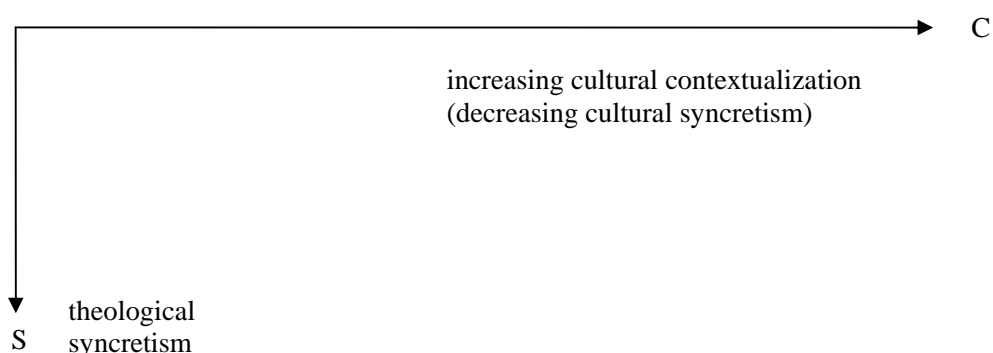 C
increasing cultural contextualization
(decreasing cultural syncretism)
theological
S syncretism